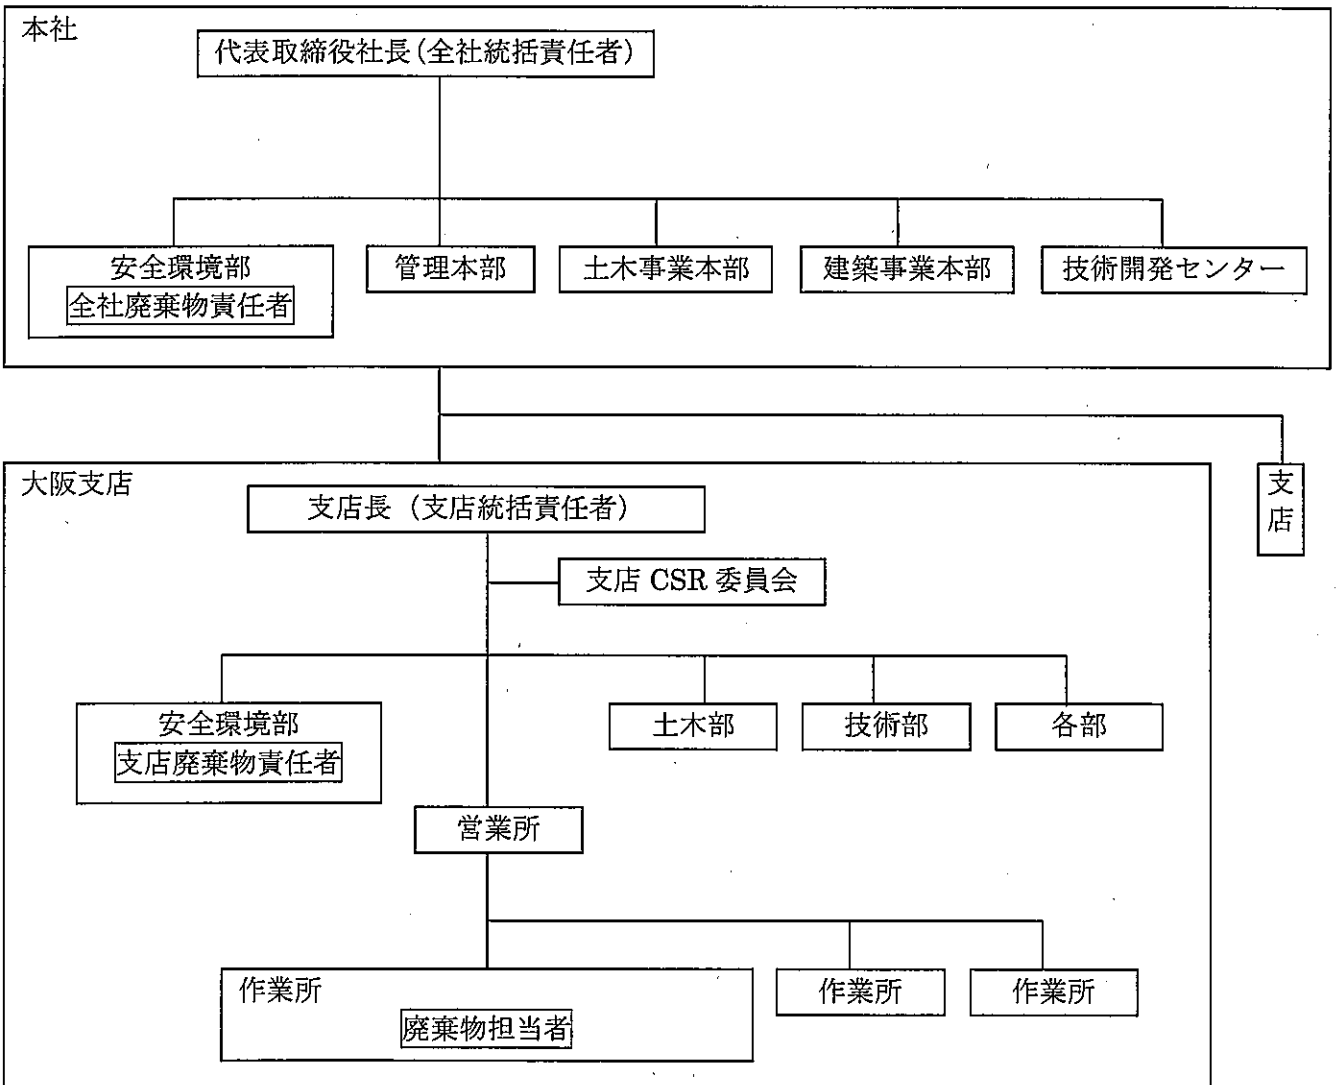 本社
代表取締役社長(全社統括責任者)
安全環境部
全社廃棄物責任者
管理本部
土木事業本部
建築事業本部
技術開発センター
大阪支店
支店
支店長（支店統括責任者）
支店 CSR 委員会
安全環境部
支店廃棄物責任者
土木部
技術部
各部
営業所
作業所
廃棄物担当者
作業所
作業所